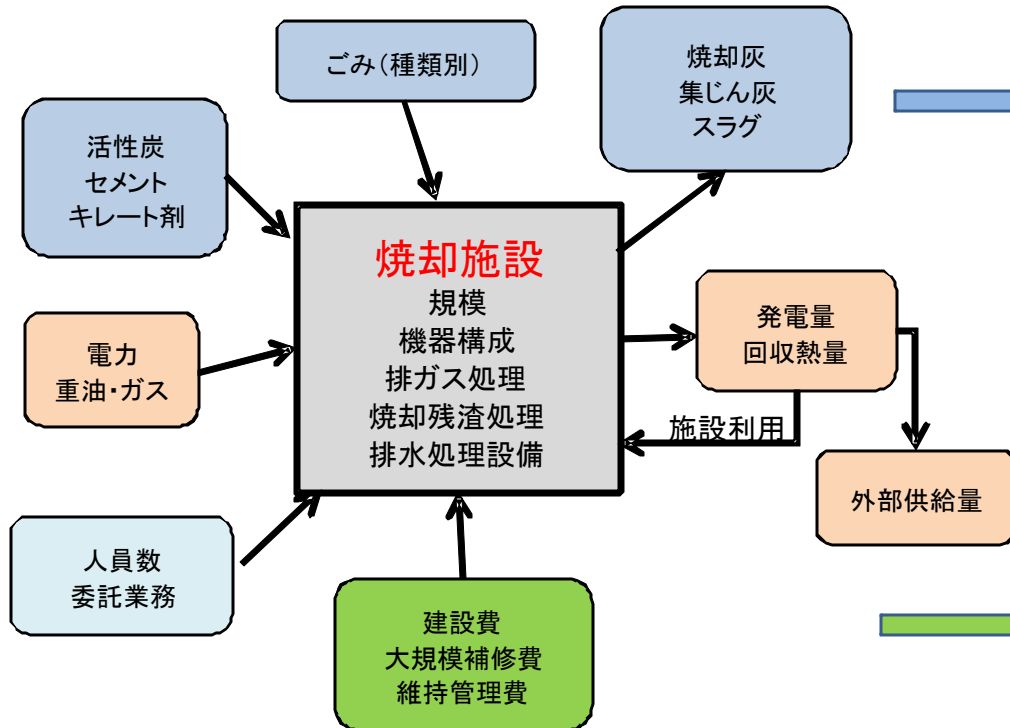 ごみ(種類別)
焼却灰
集じん灰
スラグ
活性炭
セメント
キレート剤
焼却施設
規模
機器構成
排ガス処理
焼却残渣処理
排水処理設備
電力
重油・ガス
発電量
回収熱量
施設利用
外部供給量
人員数
委託業務
建設費
大規模補修費
維持管理費